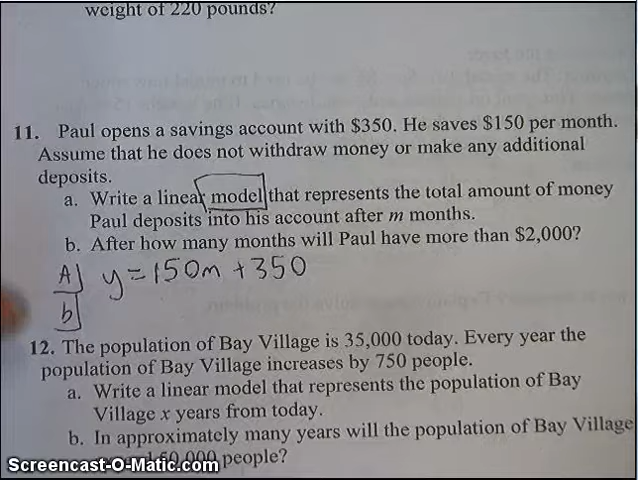 weight of 220 pounds?
11. Paul opens a savings account with $350. He saves $150 per month.
Assume that he does not withdraw money or make any additional
deposits.
a. Write a linear model that represents the total amount of money
Paul deposits into his account after m months.
b. After how many months will Paul have more than $2,000?
A) y=150m +350
b)
12. The population of Bay Village is 35,000 today. Every year the
population of Bay Village increases by 750 people.
a. Write a linear model that represents the population of Bay
Village x years from today.
b. In approximately many years will the population of Bay Village
people?
Screencast-O-Matic.com